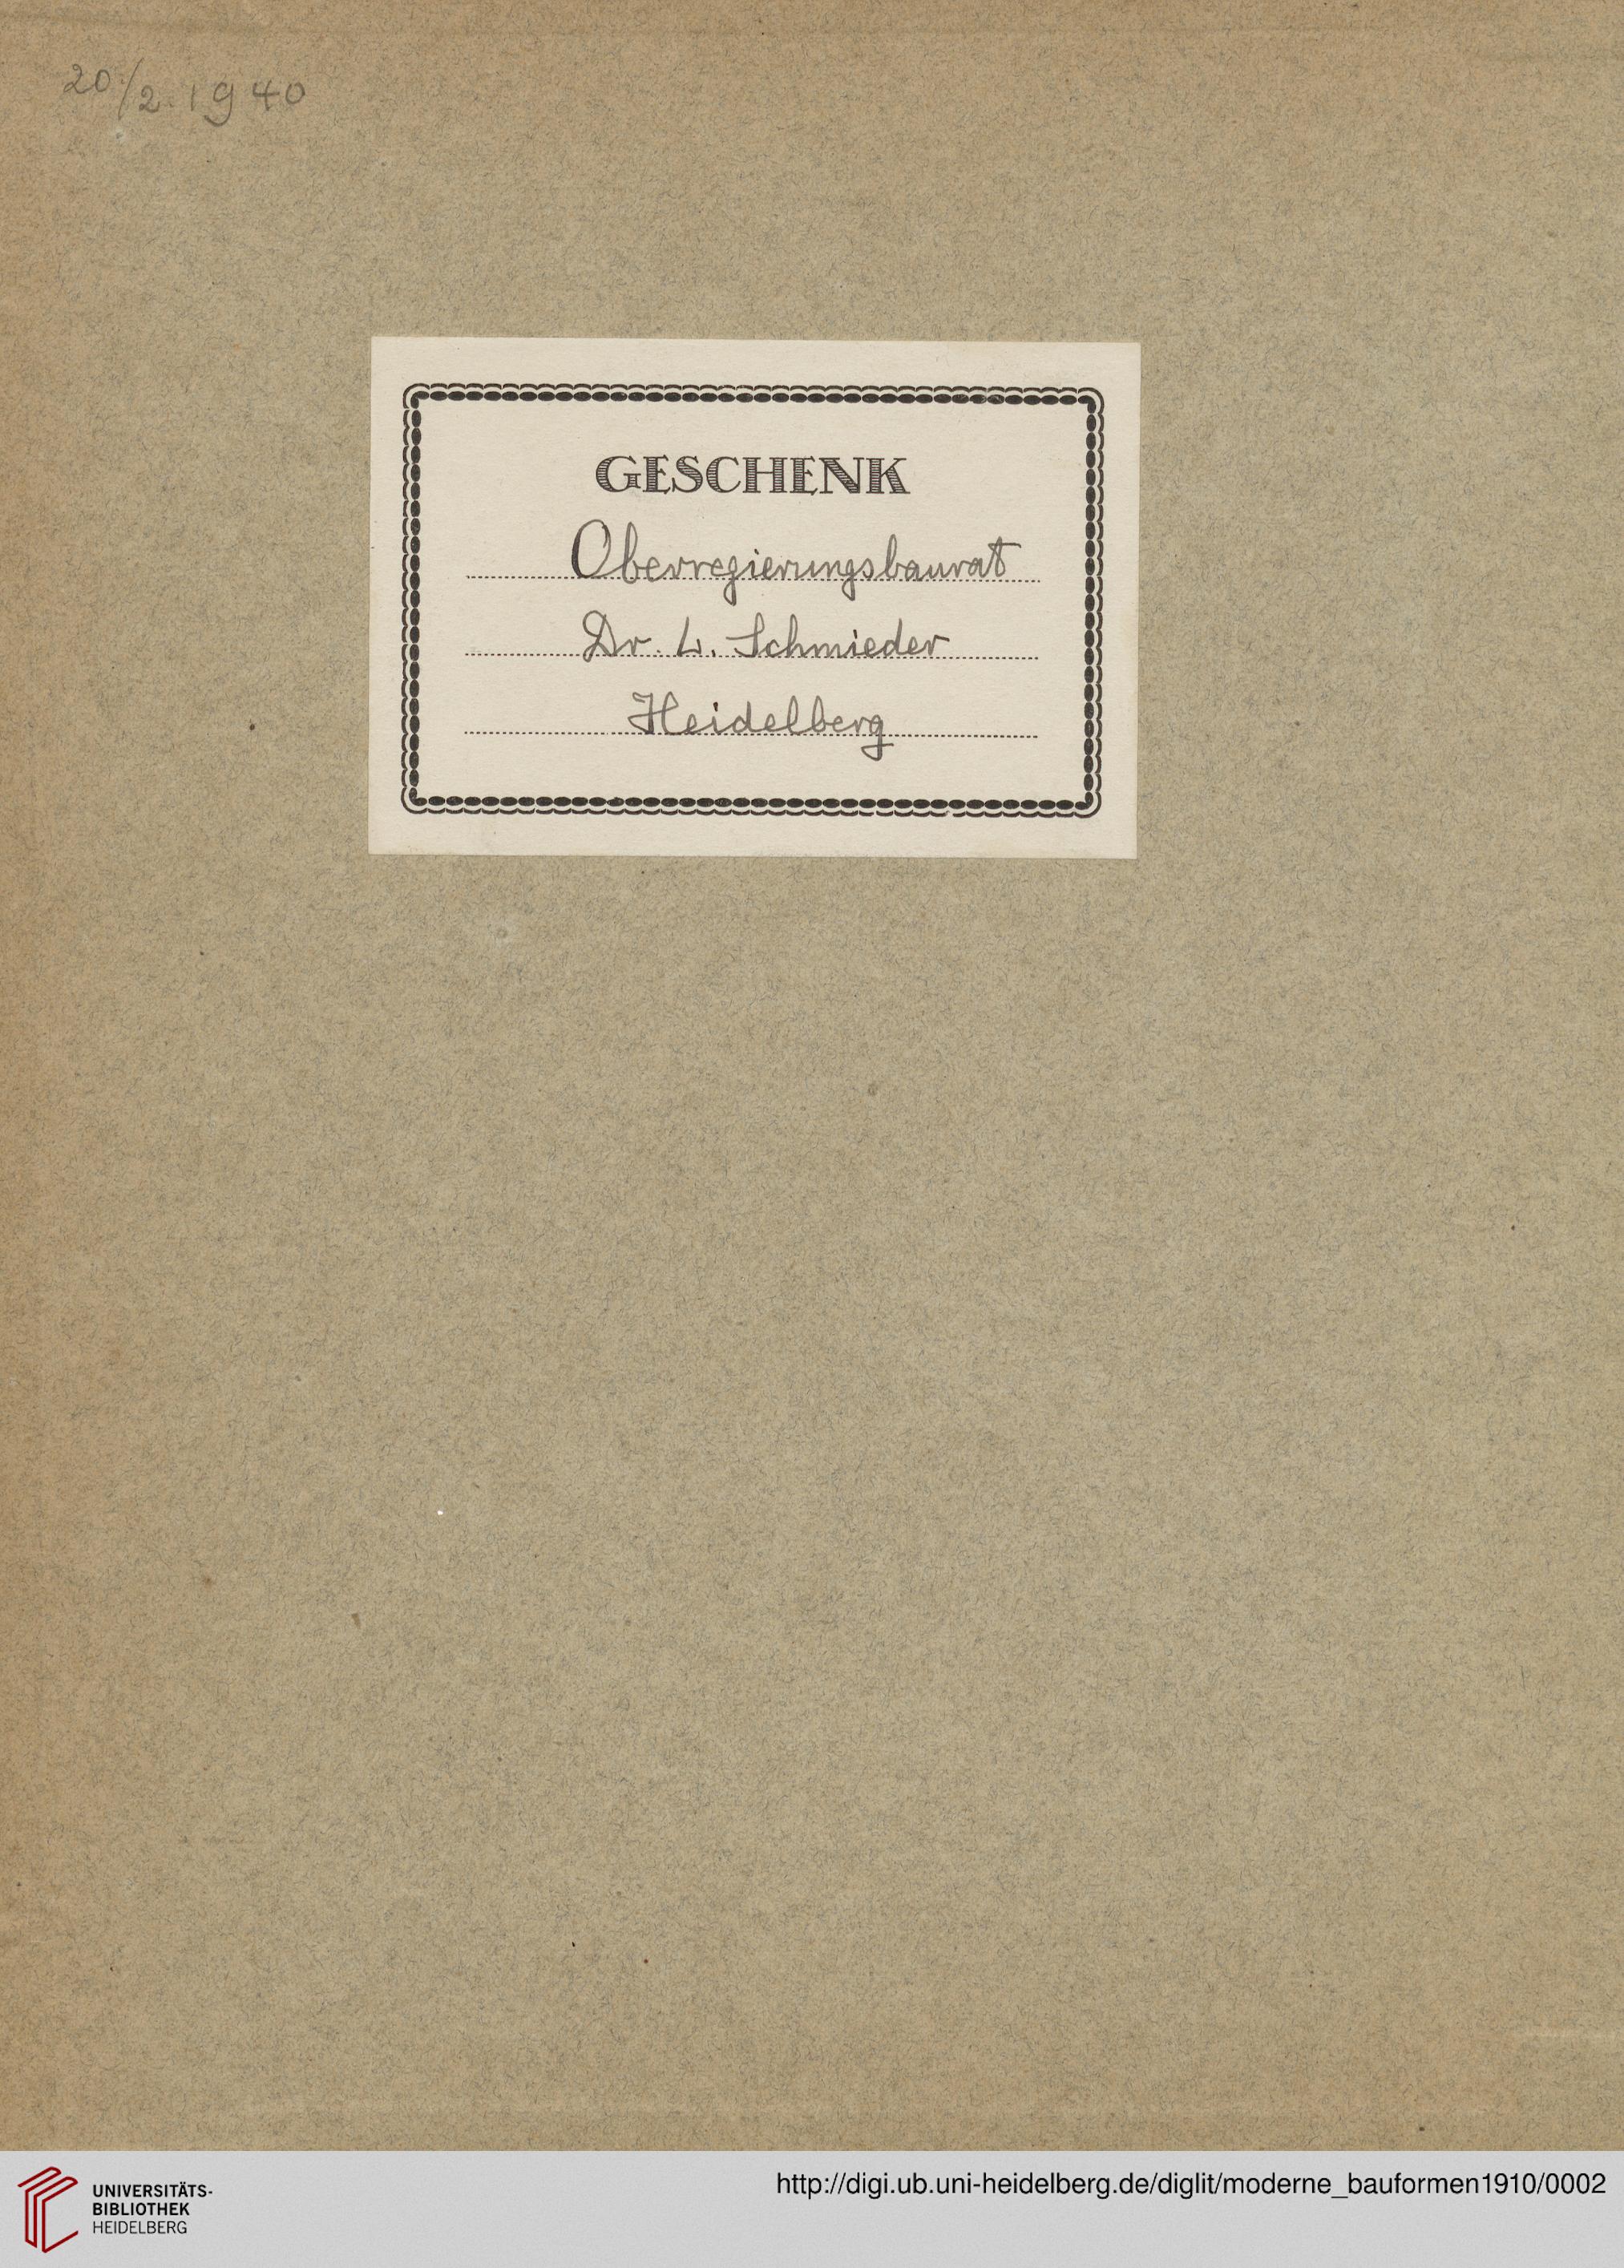 20/2.1940
GESCHENK
Oberregierungsbaurat
Dr. L. Schmieder
Heidelberg
UNIVERSITÄTS-
BIBLIOTHEK
HEIDELBERG
http://digi.ub.uni-heidelberg.de/diglit/moderne_bauformen1910/0002